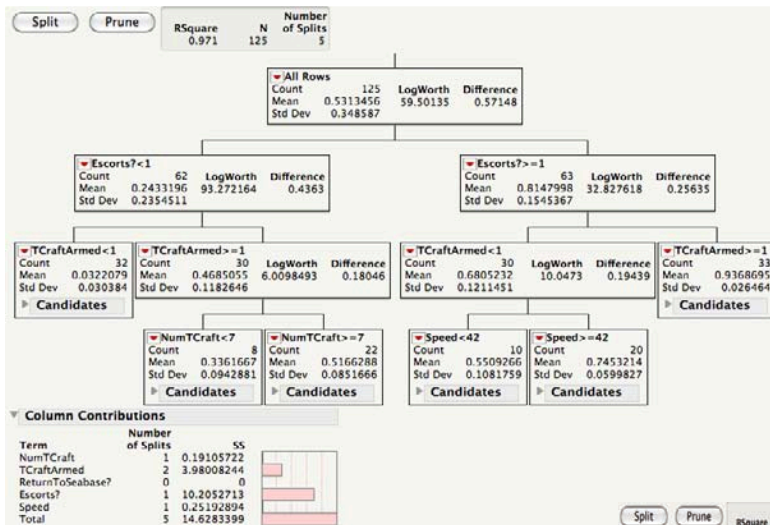 Split Prune RSquare N Number of Splits
0.971 125 5
All Rows
Count 125 LogWorth Difference
Mean 0.5313456 59.50135 0.57148
Std Dev 0.348587
Escorts?<1
Count 62 LogWorth Difference
Mean 0.2433196 93.272164 0.4363
Std Dev 0.2354511
Escorts?>=1
Count 63 LogWorth Difference
Mean 0.8147998 32.827618 0.25635
Std Dev 0.1545367
TCraftArmed<1
Count 32
Mean 0.0322079
Std Dev 0.030384
Candidates
TCraftArmed>=1
Count 30 LogWorth Difference
Mean 0.4685055 6.0098493 0.18046
Std Dev 0.1182646
TCraftArmed<1
Count 30 LogWorth Difference
Mean 0.6805232 10.0473 0.19439
Std Dev 0.1211451
TCraftArmed>=1
Count 33
Mean 0.9368695
Std Dev 0.026464
Candidates
NumTCraft<7
Count 8
Mean 0.3361667
Std Dev 0.0942881
Candidates
NumTCraft>=7
Count 22
Mean 0.5166288
Std Dev 0.0851666
Candidates
Speed<42
Count 10
Mean 0.5509266
Std Dev 0.1081759
Candidates
Speed>=42
Count 20
Mean 0.7453214
Std Dev 0.0599827
Candidates
Column Contributions
Number
Term of Splits SS
NumTCraft 1 0.19105722
TCraftArmed 2 3.98008244
ReturnToSeabase? 0 0
Escorts? 1 10.2052713
Speed 1 0.25192894
Total 5 14.6283399
Split Prune RSquare